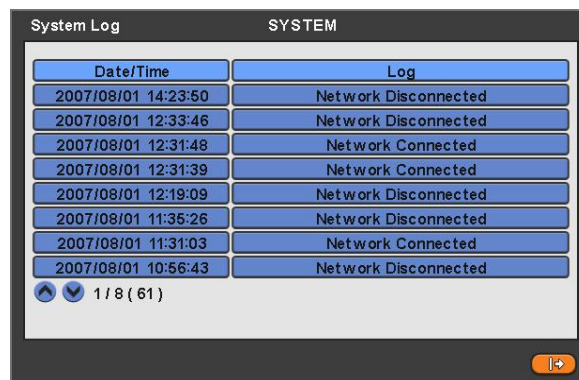 System Log SYSTEM
Date/Time Log
2007/08/01 14:23:50 Network Disconnected
2007/08/01 12:33:46 Network Disconnected
2007/08/01 12:31:48 Network Connected
2007/08/01 12:31:39 Network Connected
2007/08/01 12:19:09 Network Disconnected
2007/08/01 11:35:26 Network Disconnected
2007/08/01 11:31:03 Network Connected
2007/08/01 10:56:43 Network Disconnected
1 / 8 ( 61 )